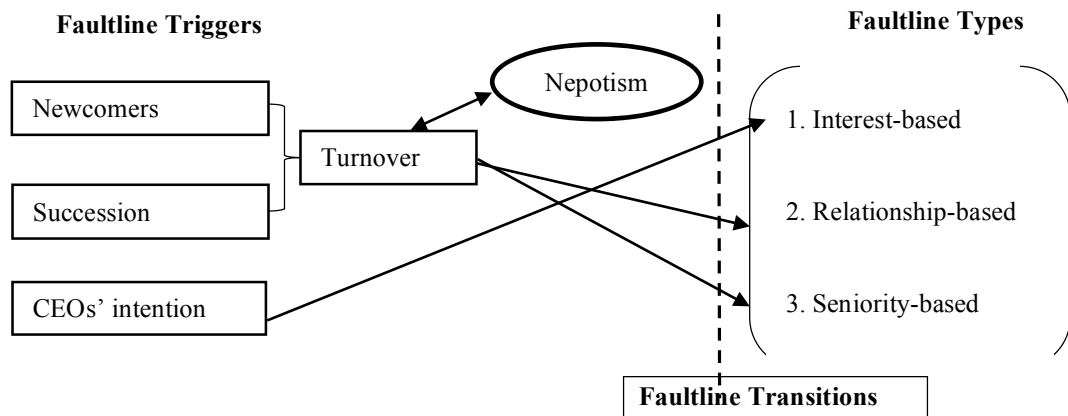 Faultline Triggers
Faultline Types
Nepotism
Newcomers
1. Interest-based
Turnover
Succession
2. Relationship-based
CEOs’ intention
3. Seniority-based
Faultline Transitions